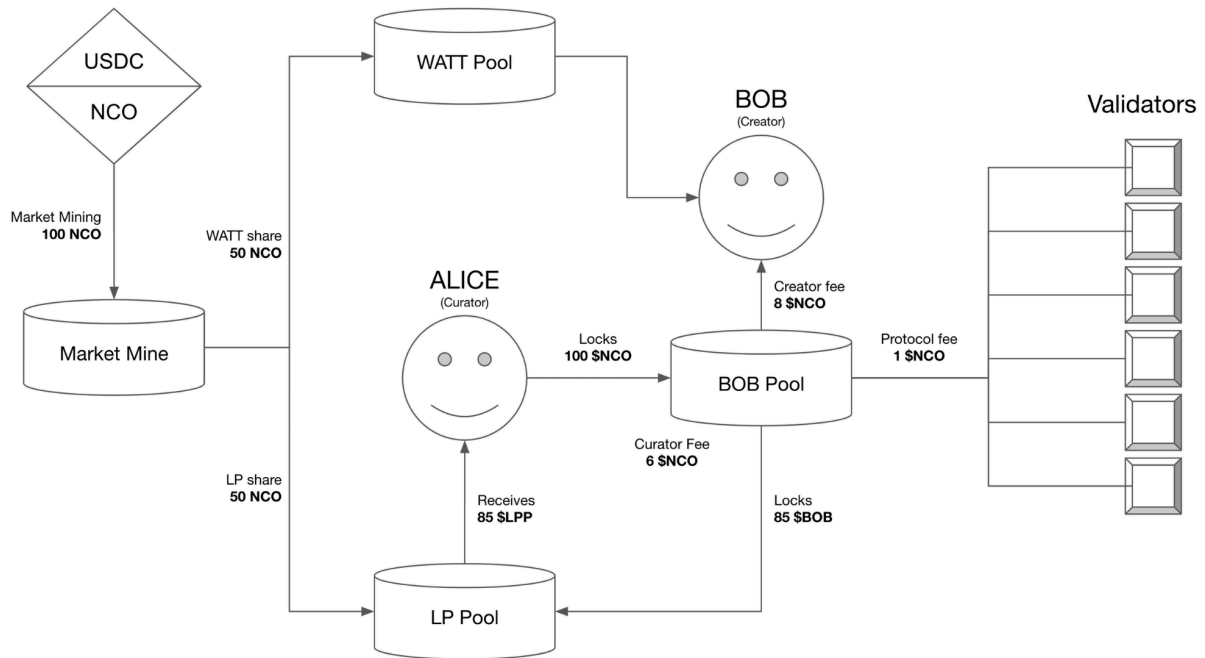 USDC
NCO
Market Mining
100 NCO
Market Mine
WATT share
50 NCO
LP share
50 NCO
WATT Pool
BOB
(Creator)
Creator fee
8 $NCO
ALICE
(Curator)
Locks
100 $NCO
BOB Pool
Curator Fee
6 $NCO
Protocol fee
1 $NCO
Validators
Receives
85 $LPP
Locks
85 $BOB
LP Pool